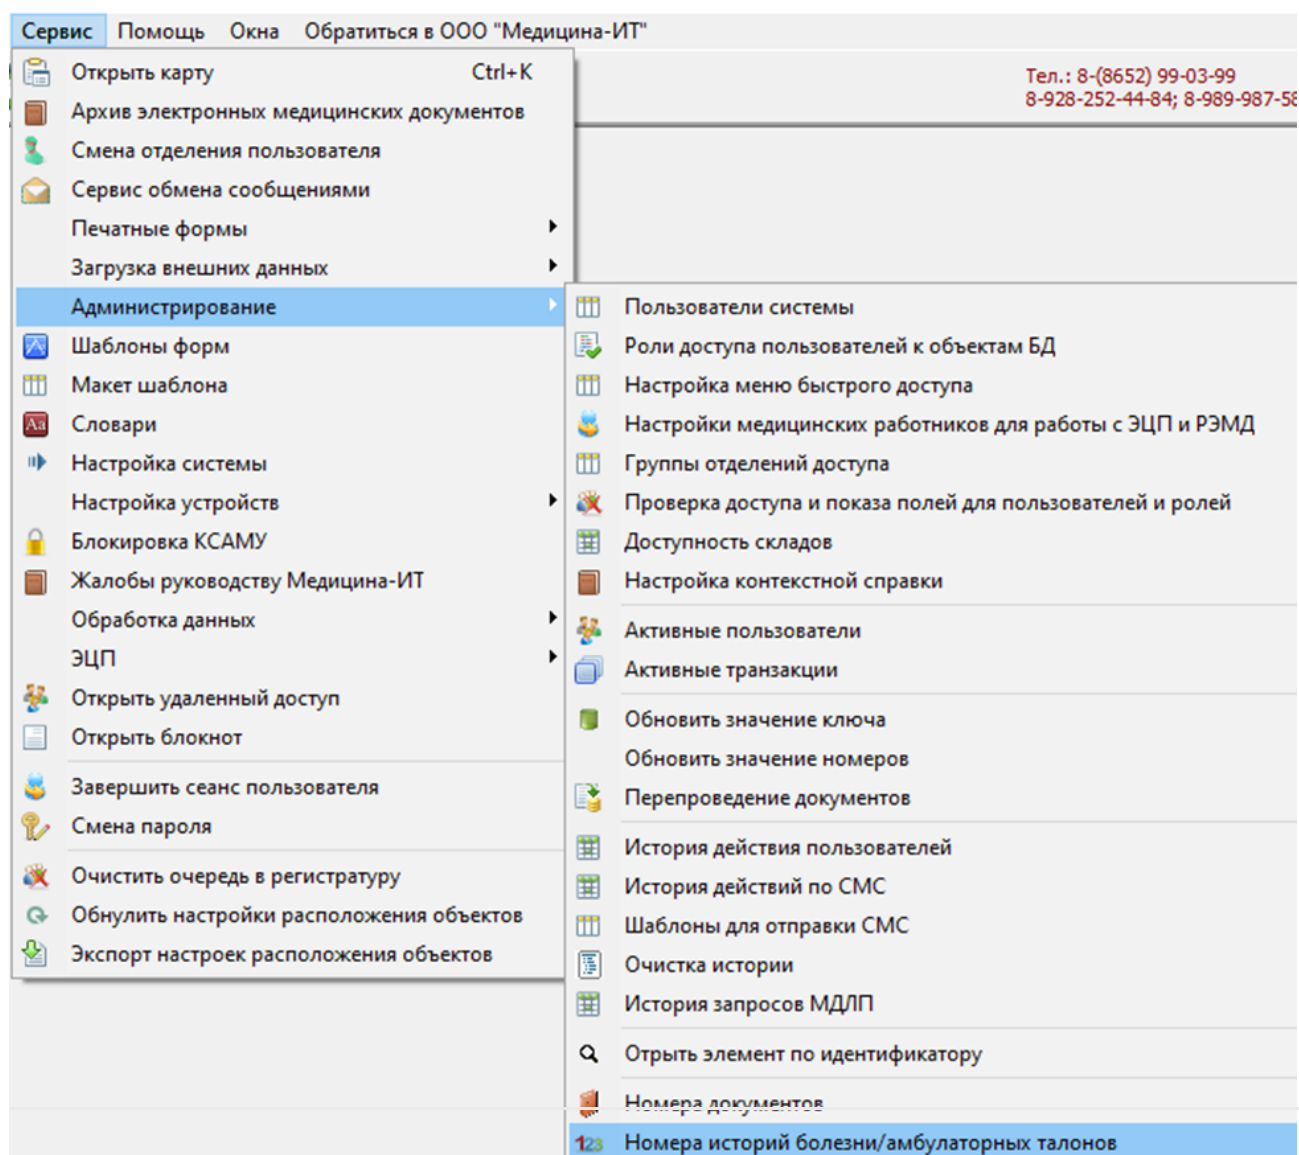 Сервис Помощь Окна Обратиться в ООО "Медицина-ИТ"
Тел.: 8-(8652) 99-03-99
8-928-252-44-84; 8-989-987-58
Открыть карту Ctrl+K
Архив электронных медицинских документов
Смена отделения пользователя
Сервис обмена сообщениями
Печатные формы
Загрузка внешних данных
Администрирование
Шаблоны форм
Макет шаблона
Словари
Настройка системы
Настройка устройств
Блокировка КСАМУ
Жалобы руководству Медицина-ИТ
Обработка данных
ЭЦП
Открыть удаленный доступ
Открыть блокнот
Завершить сеанс пользователя
Смена пароля
Очистить очередь в регистратуру
Обнулить настройки расположения объектов
Экспорт настроек расположения объектов
Пользователи системы
Роли доступа пользователей к объектам БД
Настройка меню быстрого доступа
Настройки медицинских работников для работы с ЭЦП и РЭМД
Группы отделений доступа
Проверка доступа и показа полей для пользователей и ролей
Доступность складов
Настройка контекстной справки
Активные пользователи
Активные транзакции
Обновить значение ключа
Обновить значение номеров
Перепроведение документов
История действия пользователей
История действий по СМС
Шаблоны для отправки СМС
Очистка истории
История запросов МДЛП
Отрыть элемент по идентификатору
Номера документов
Номера историй болезни/амбулаторных талонов